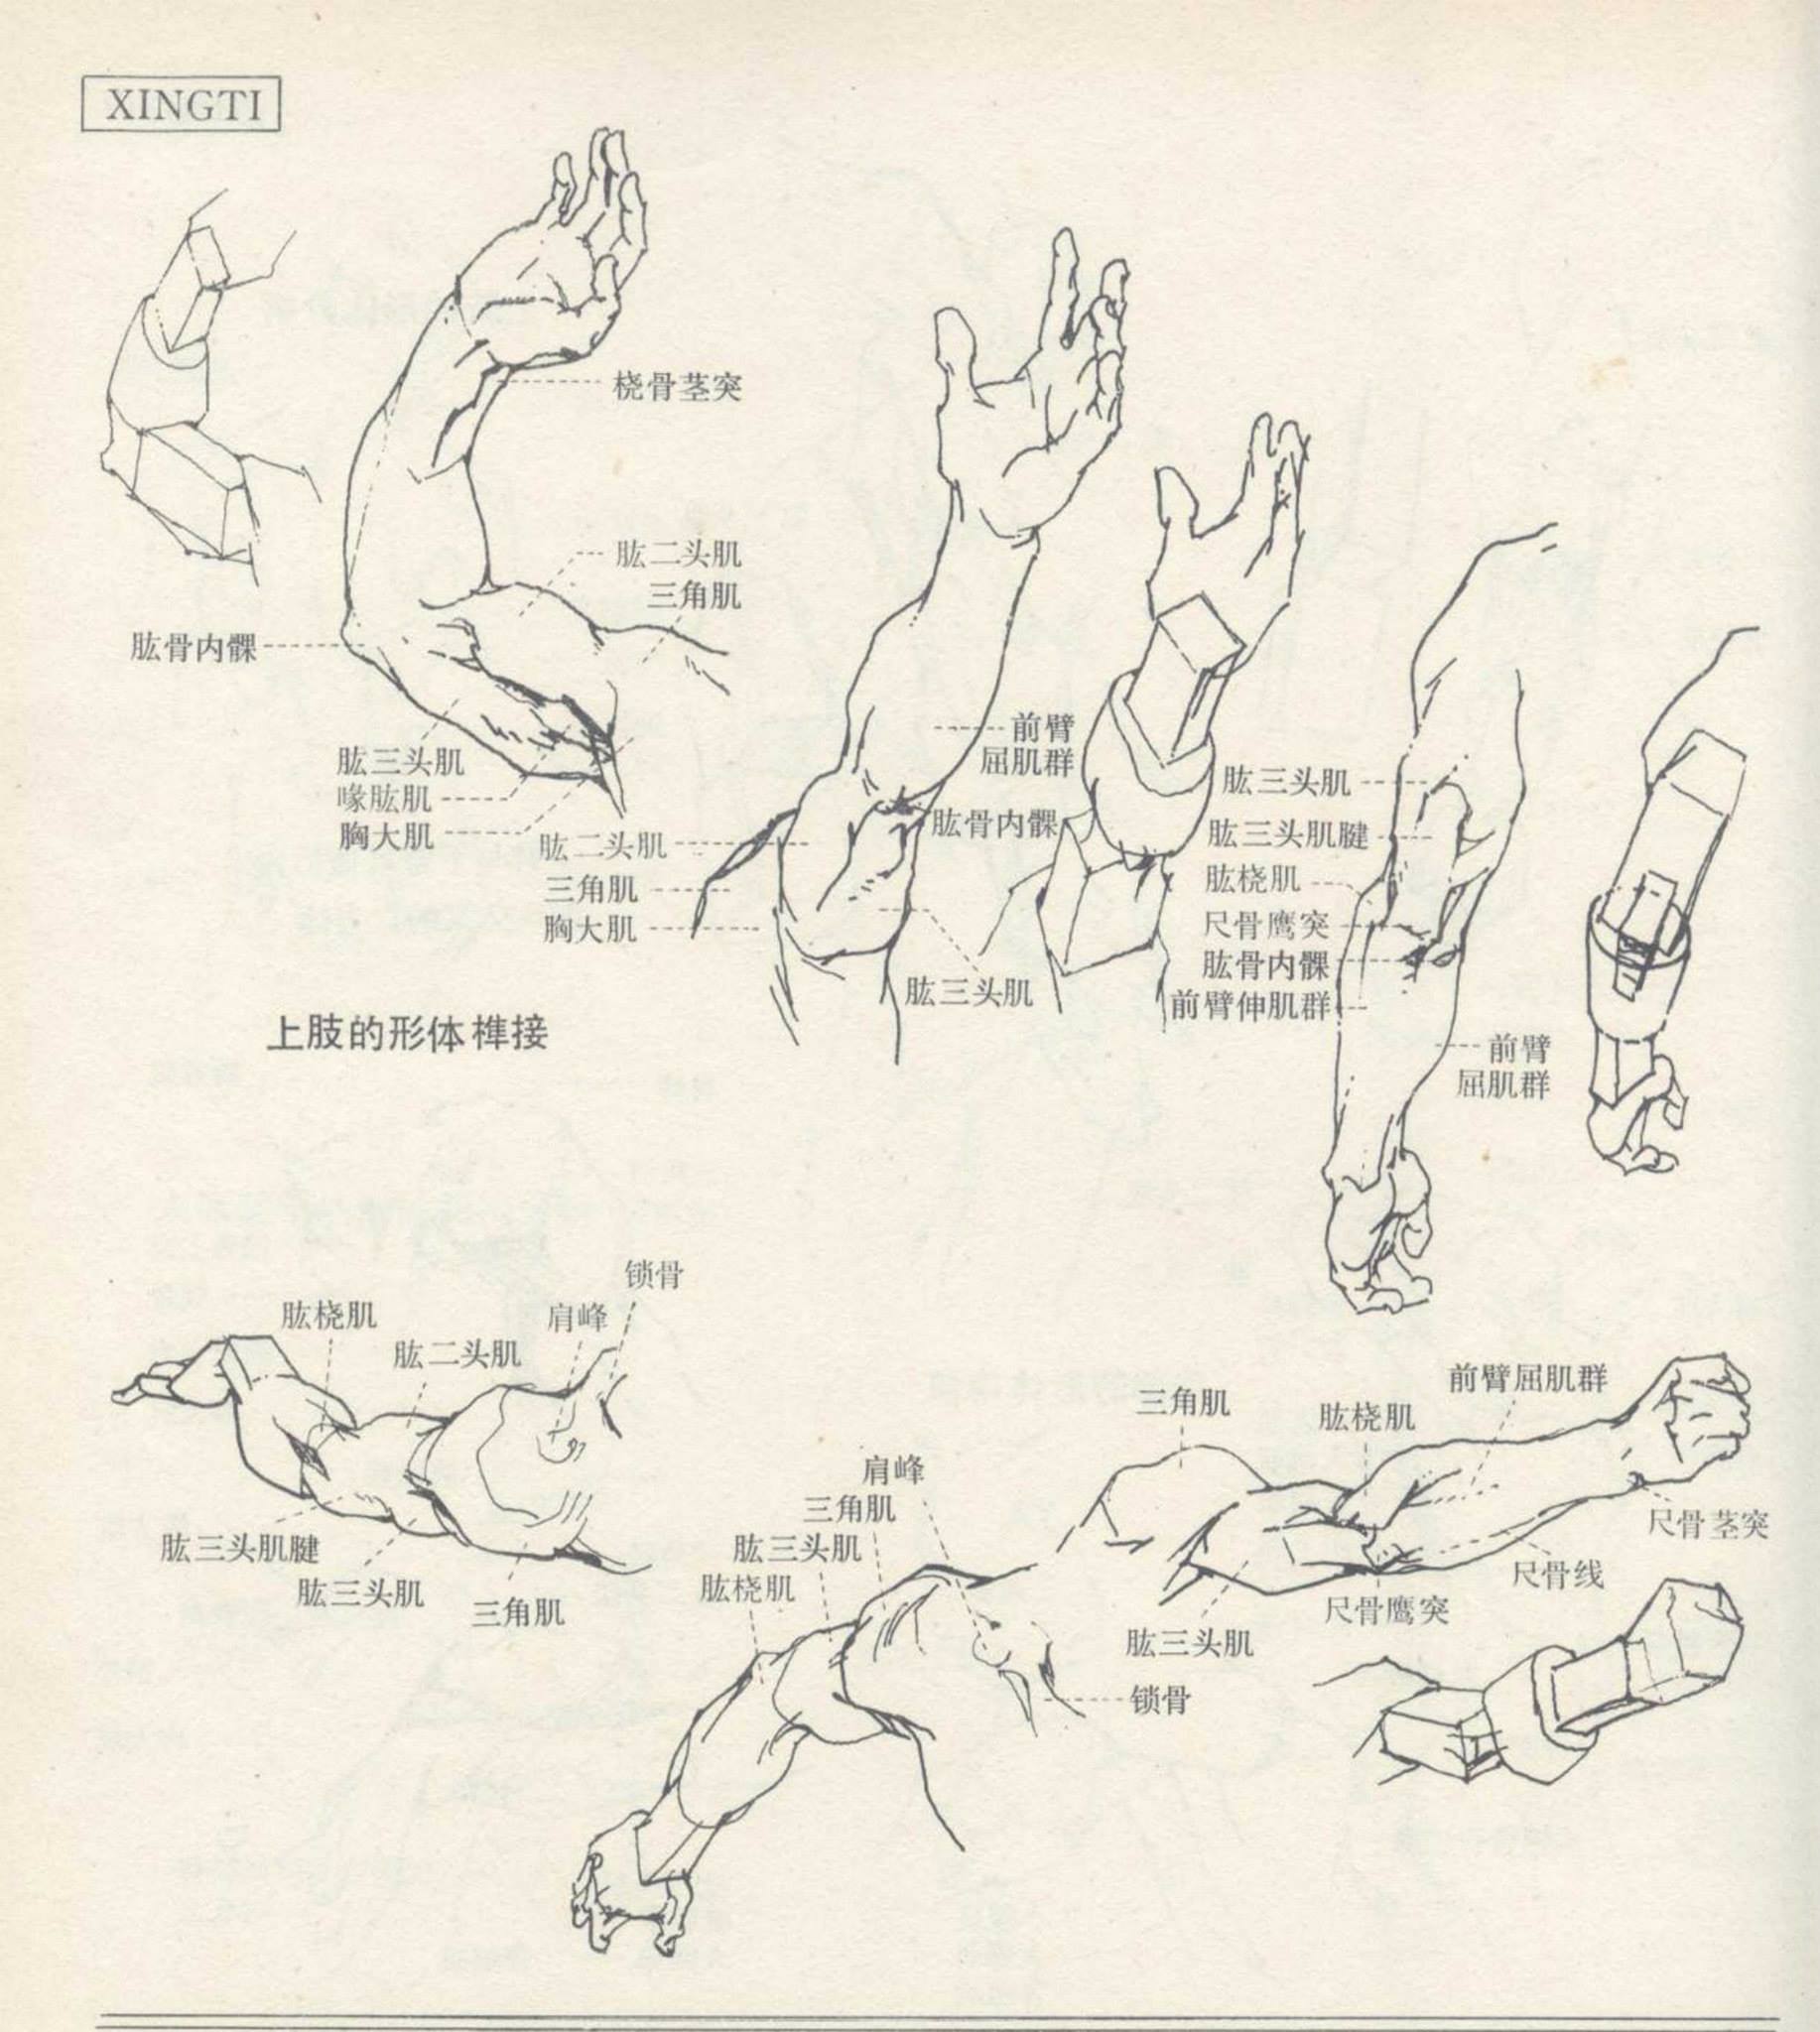 XINGTI
桡骨茎突
肱二头肌
三角肌
肱骨内髁
肱三头肌
喙肱肌
胸大肌
前臂
屈肌群
肱骨内髁
肱二头肌
三角肌
胸大肌
肱三头肌
肱三头肌
肱三头肌腱
肱桡肌
尺骨鹰突
肱骨内髁
前臂伸肌群
前臂
屈肌群
上肢的形体榫接
锁骨
肩峰
肱桡肌
肱二头肌
肱三头肌腱
肱三头肌
三角肌
肩峰
三角肌
肱三头肌
肱桡肌
锁骨
三角肌
肱桡肌
前臂屈肌群
尺骨茎突
尺骨线
尺骨鹰突
肱三头肌